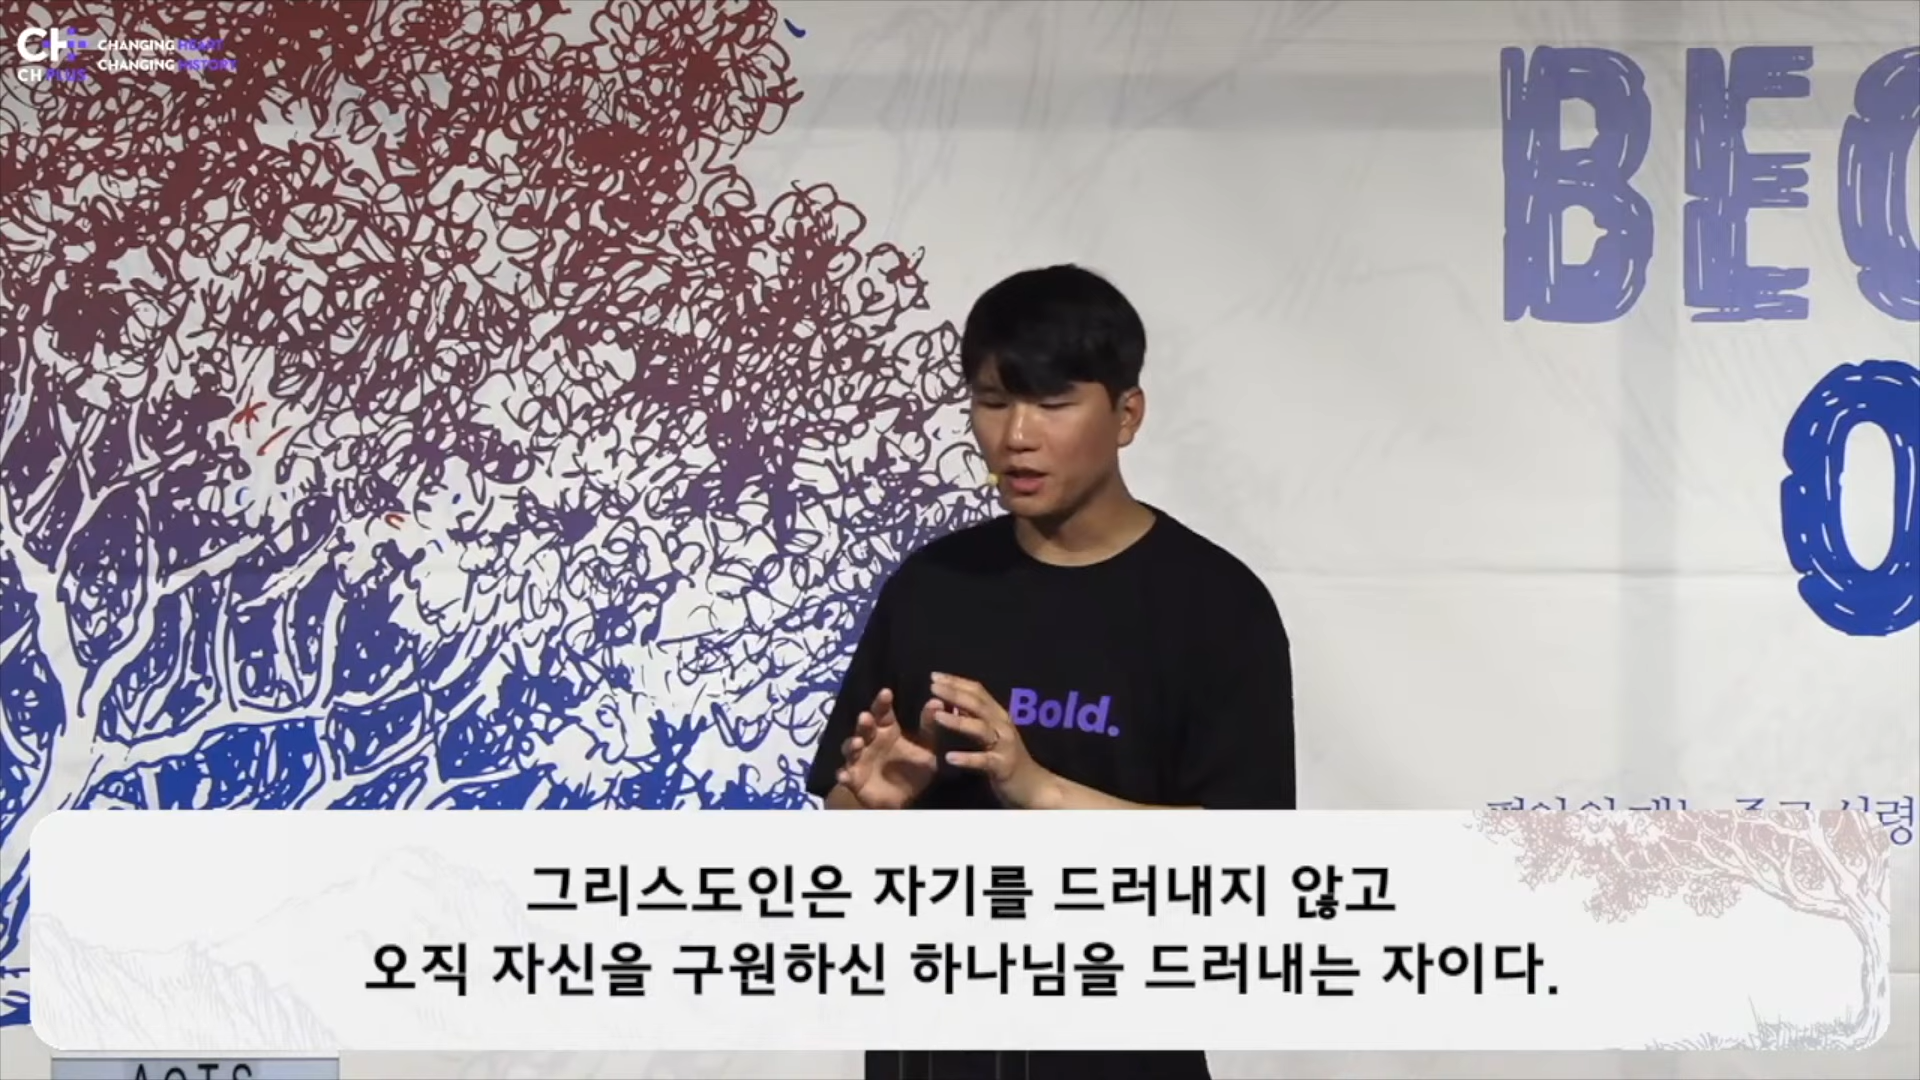 CH
CH PLUS
CHANGING HEART
CHANGING HISTORY
Bold.
그리스도인은 자기를 드러내지 않고
오직 자신을 구원하신 하나님을 드러내는 자이다.
ACTS